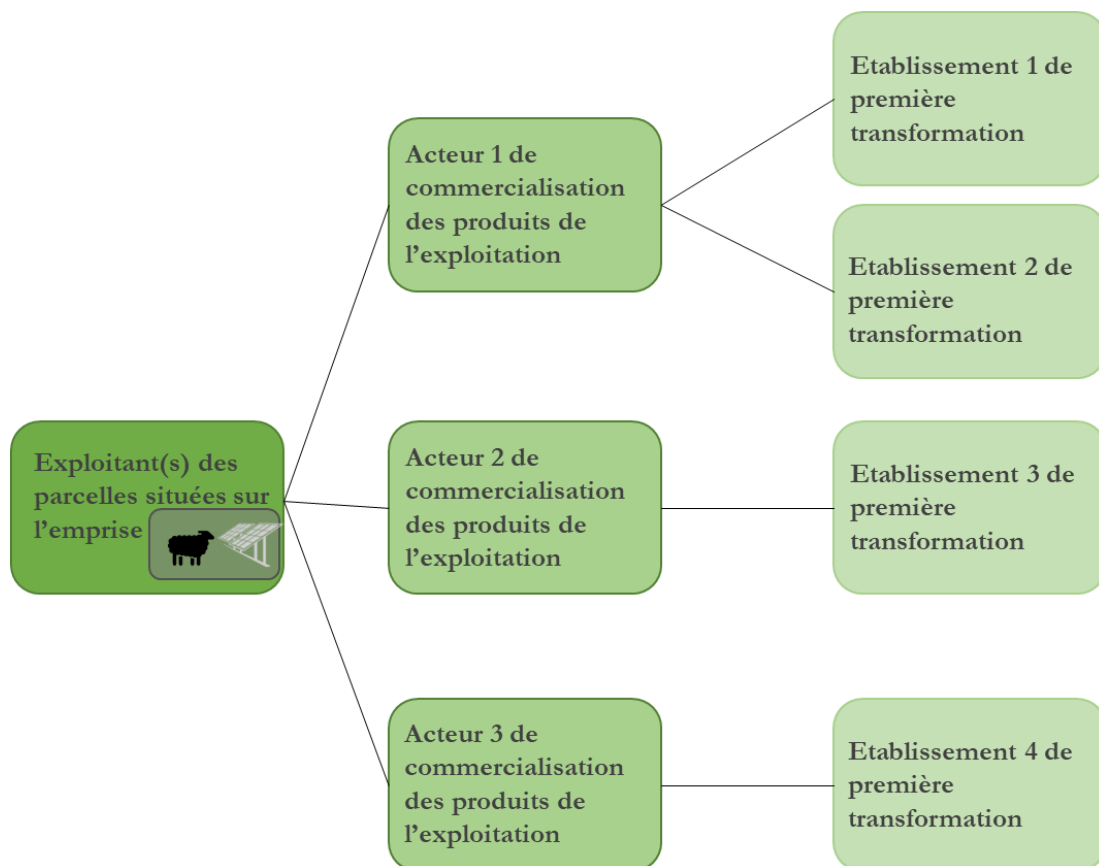 Exploitant(s) des
parcelles situées sur
l’emprise
Acteur 1 de
commercialisation
des produits de
l’exploitation
Acteur 2 de
commercialisation
des produits de
l’exploitation
Acteur 3 de
commercialisation
des produits de
l’exploitation
Etablissement 1 de
première
transformation
Etablissement 2 de
première
transformation
Etablissement 3 de
première
transformation
Etablissement 4 de
première
transformation